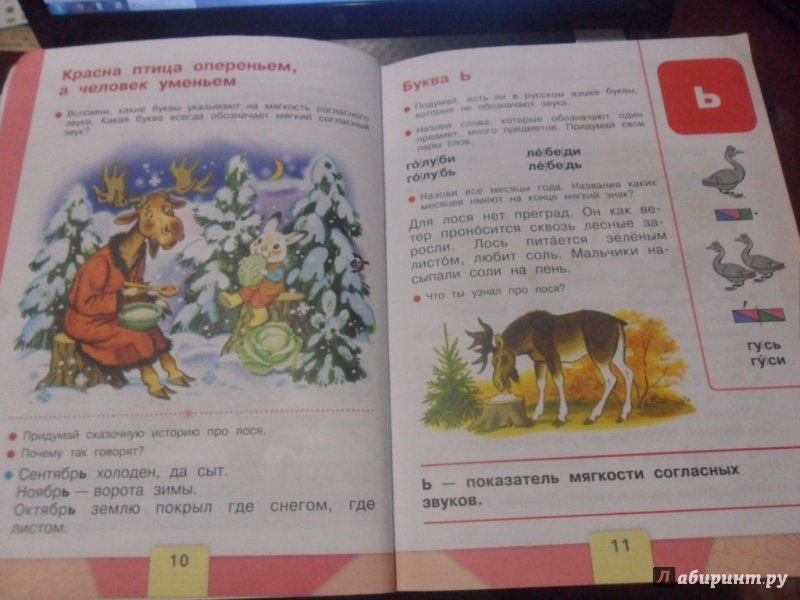 Красна птица опереньем,
а человек уменьем
Вспомни, какие буквы указывают на мягкость согласного
звука. Какая буква всегда обозначает мягкий согласный
звук?
Придумай сказочную историю про лося.
Почему так говорят?
Сентябрь холоден, да сыт.
Ноябрь — ворота зимы.
Октябрь землю покрыл где снегом, где
листом.
10
Буква Ь
Подумай, есть ли в русском языке буквы,
которые не обозначают звука.
Назови слова, которые обозначают один
предмет, много предметов. Придумай свои
пары слов.
го́|лу|би ле́|бе|ди
го́|лубь ле́|бедь
Назови все месяцы года. Названия каких
месяцев имеют на конце мягкий знак?
Для лося нет преград. Он как ве-
тер проно́сится сквозь лесные за-
росли. Лось пита́ется зелёным
листо́м, любит соль. Мальчики на-
сыпали соли на пень.
Что ты узнал про лося?
Ь — показатель мягкости согласных
звуков.
11
ь
гусь
гу́|си
Лабиринт.ру